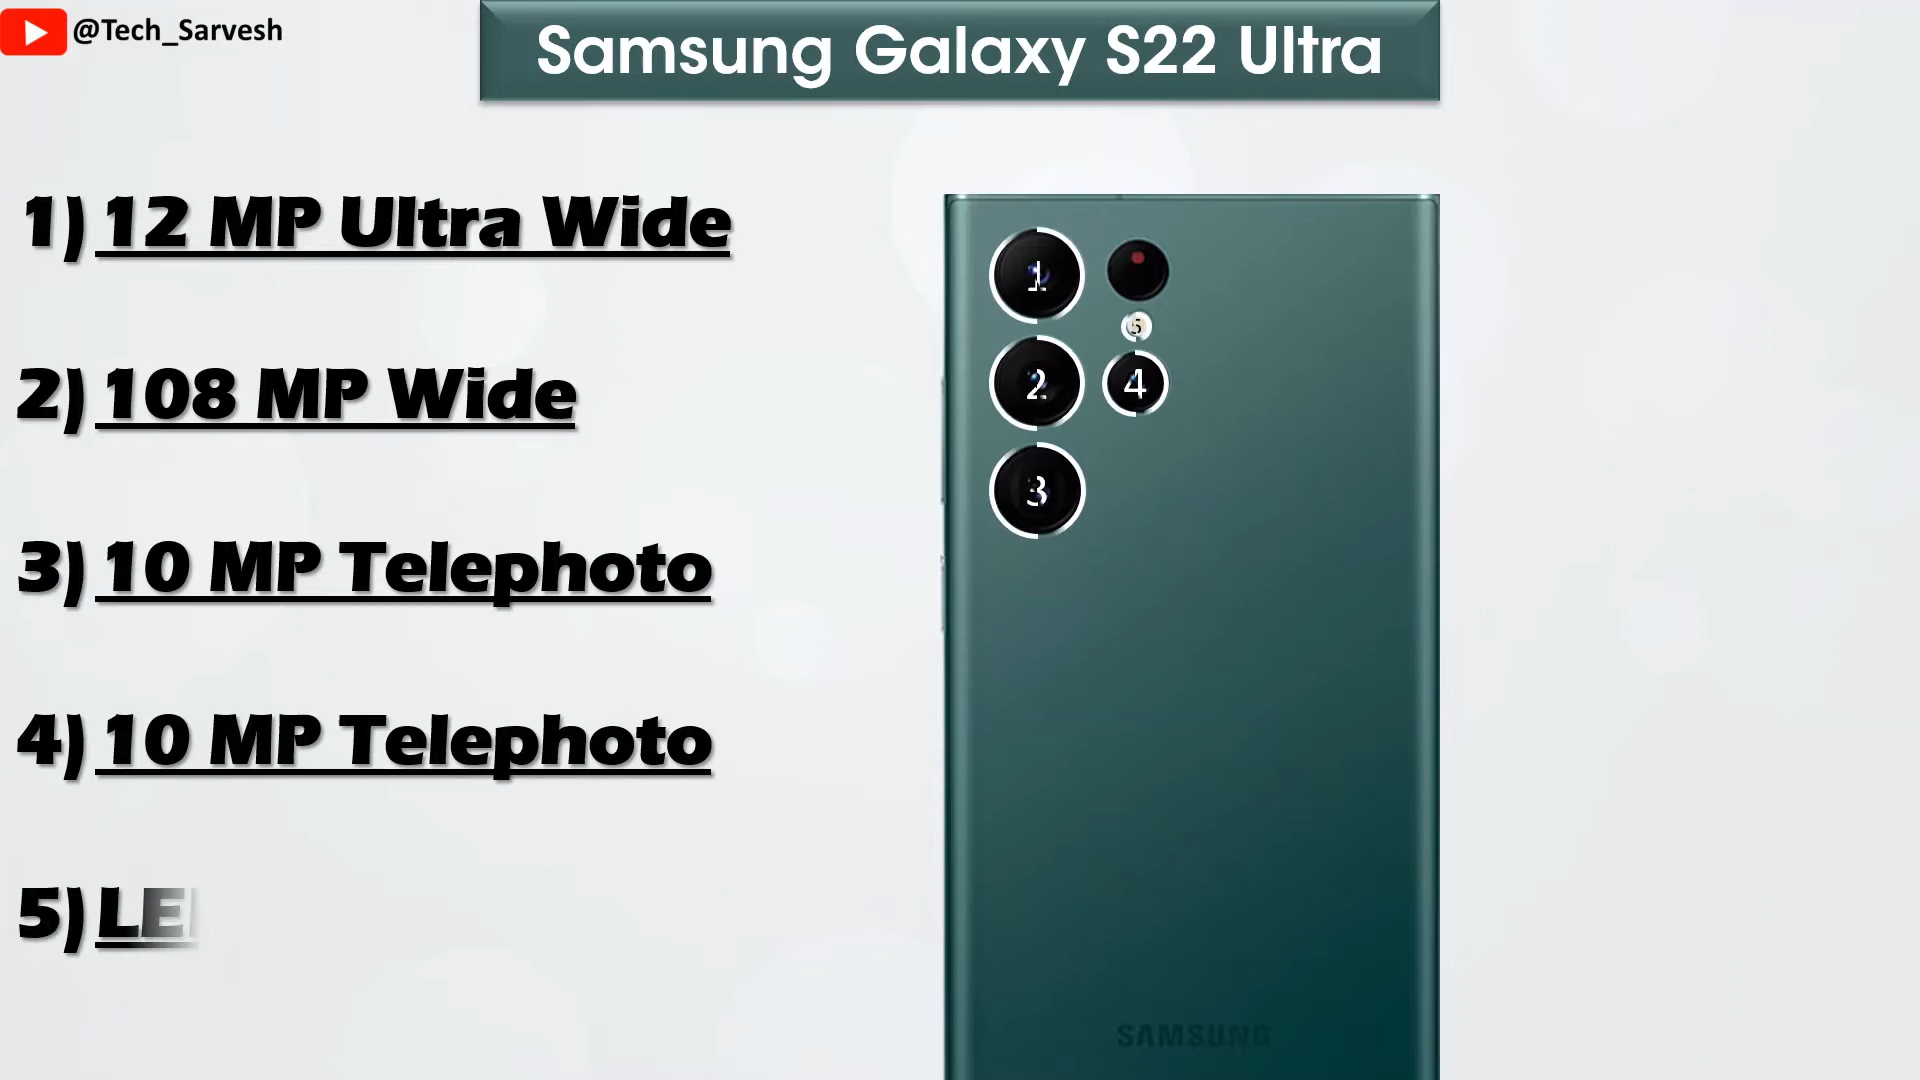 @Tech_Sarvesh
Samsung Galaxy S22 Ultra
1) 12 MP Ultra Wide
2) 108 MP Wide
3) 10 MP Telephoto
4) 10 MP Telephoto
5)
1
5
2
4
3
SAMSUNG